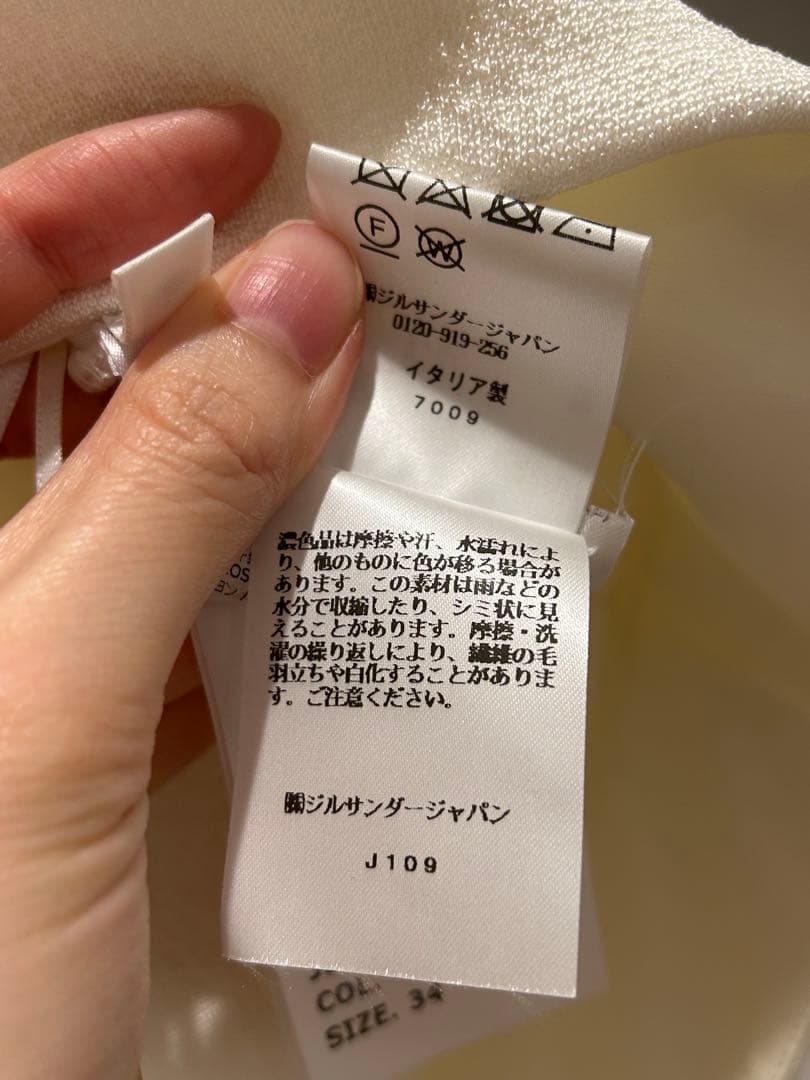 F
W
㈱ジルサンダージャパン
0120-919-256
イタリア製
7009
濃色品は摩擦や汗、水濡れによ
り、他のものに色が移る場合が
あります。この素材は雨などの
水分で収縮したり、シミ状に見
えることがあります。摩擦・洗
濯の繰り返しにより、繊維の毛
羽立ちや白化することがありま
す。ご注意ください。
㈱ジルサンダージャパン
J109
COL.
SIZE. 34